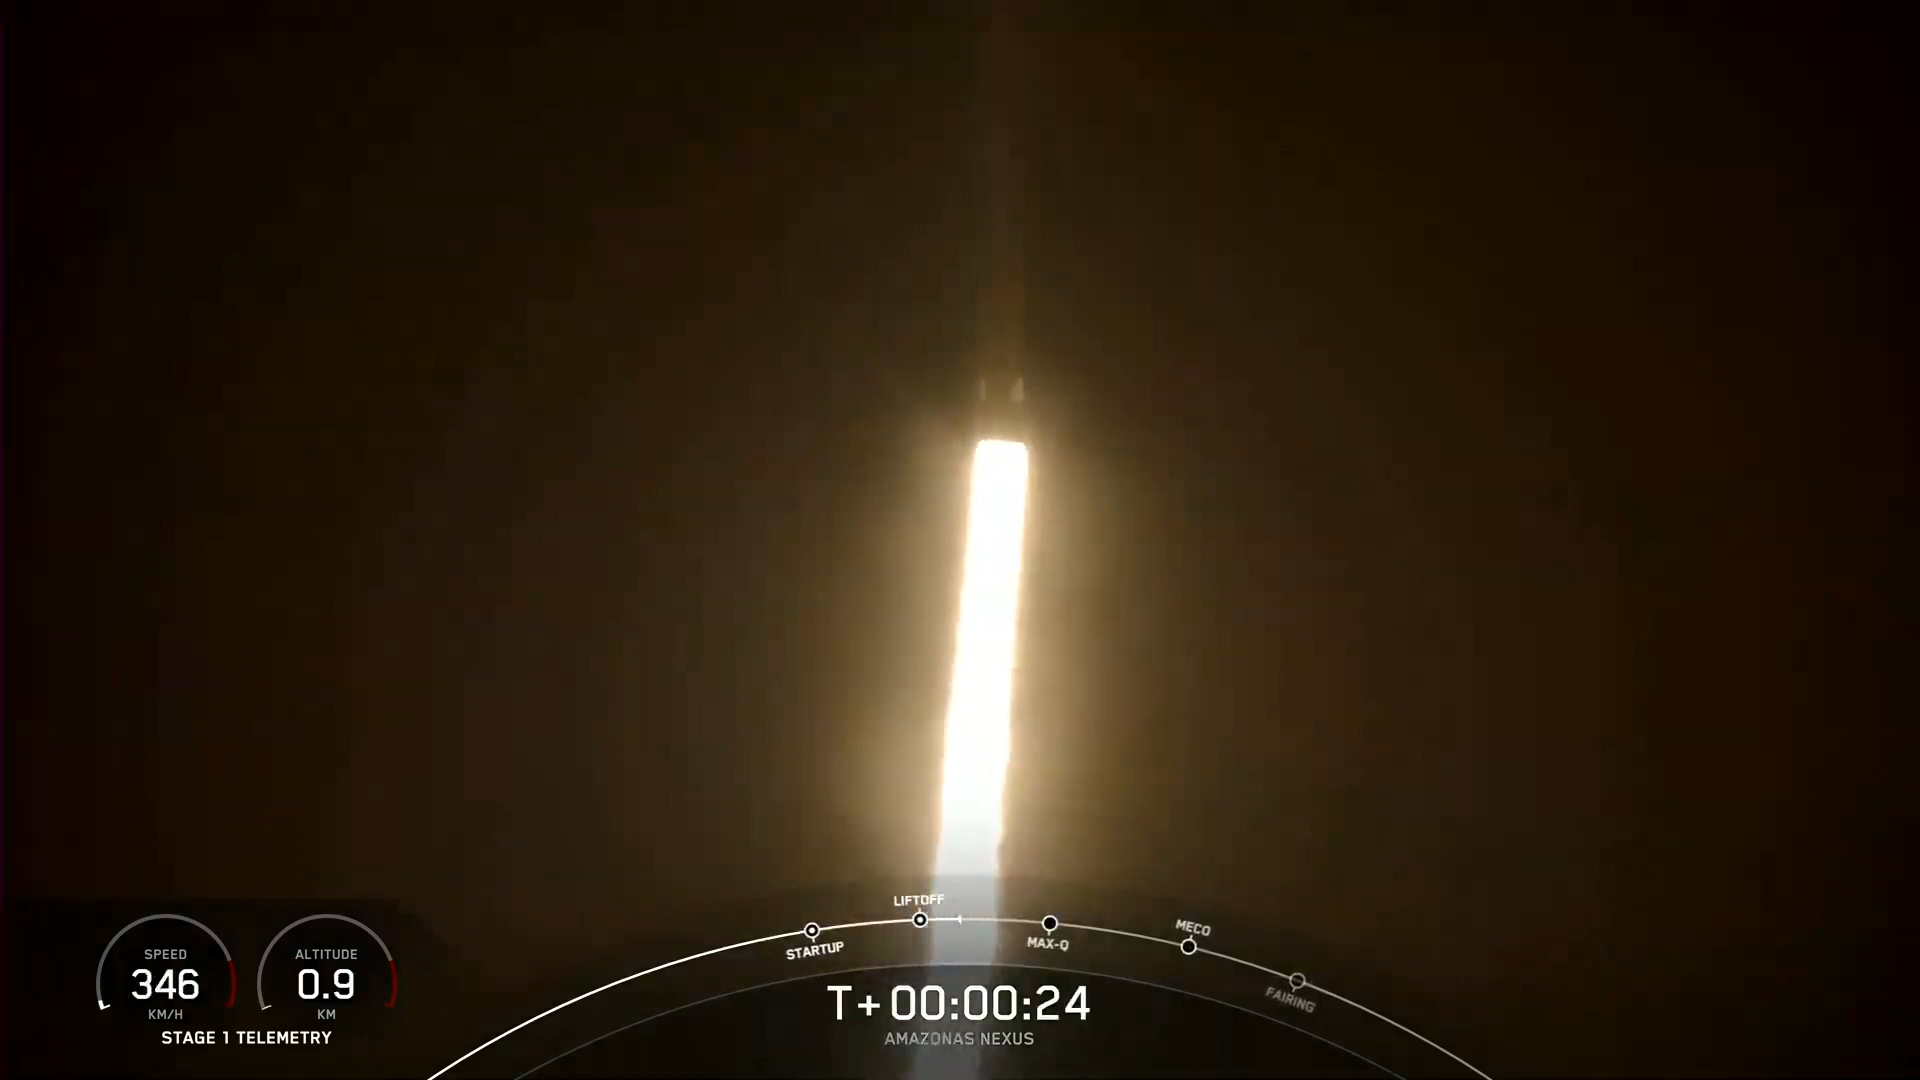 LIFTOFF
STARTUP
MAX-Q
MECO
FAIRING
SPEED
346
KM/H
ALTITUDE
0.9
KM
STAGE 1 TELEMETRY
T+00:00:24
AMAZONAS NEXUS